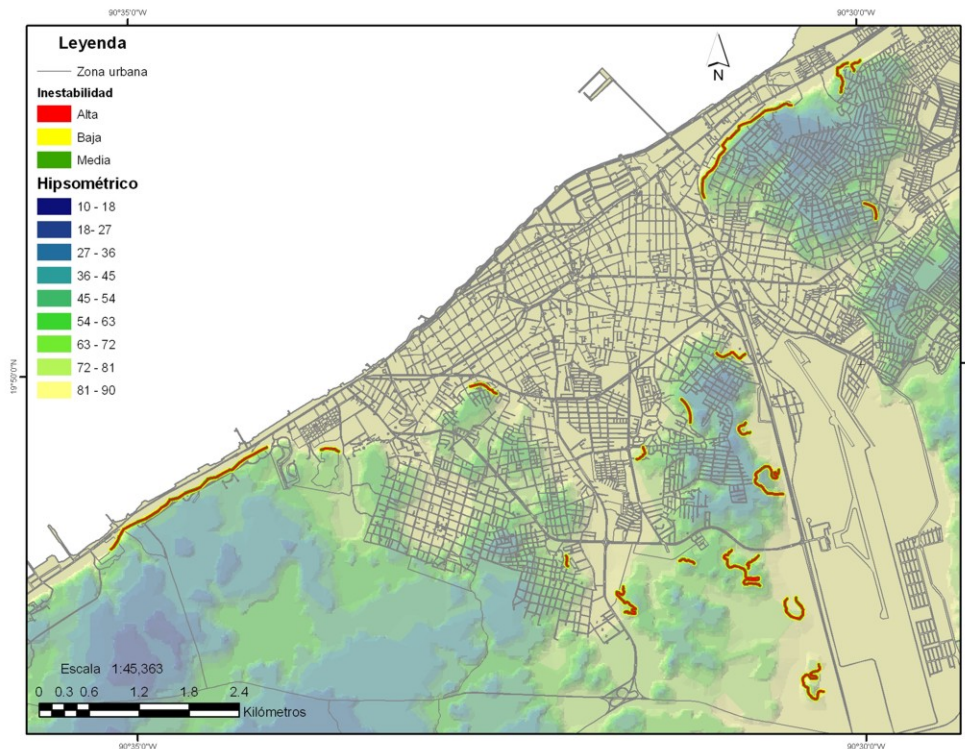 90°35'0"W
90°30'0"W
Leyenda
Zona urbana
Inestabilidad
Alta
Baja
Media
Hipsométrico
10 - 18
18- 27
27 - 36
36 - 45
45 - 54
54 - 63
63 - 72
72 - 81
81 - 90
N
19°50'0"N
Escala 1:45,363
0 0.3 0.6 1.2 1.8 2.4
Kilómetros
90°35'0"W
90°30'0"W